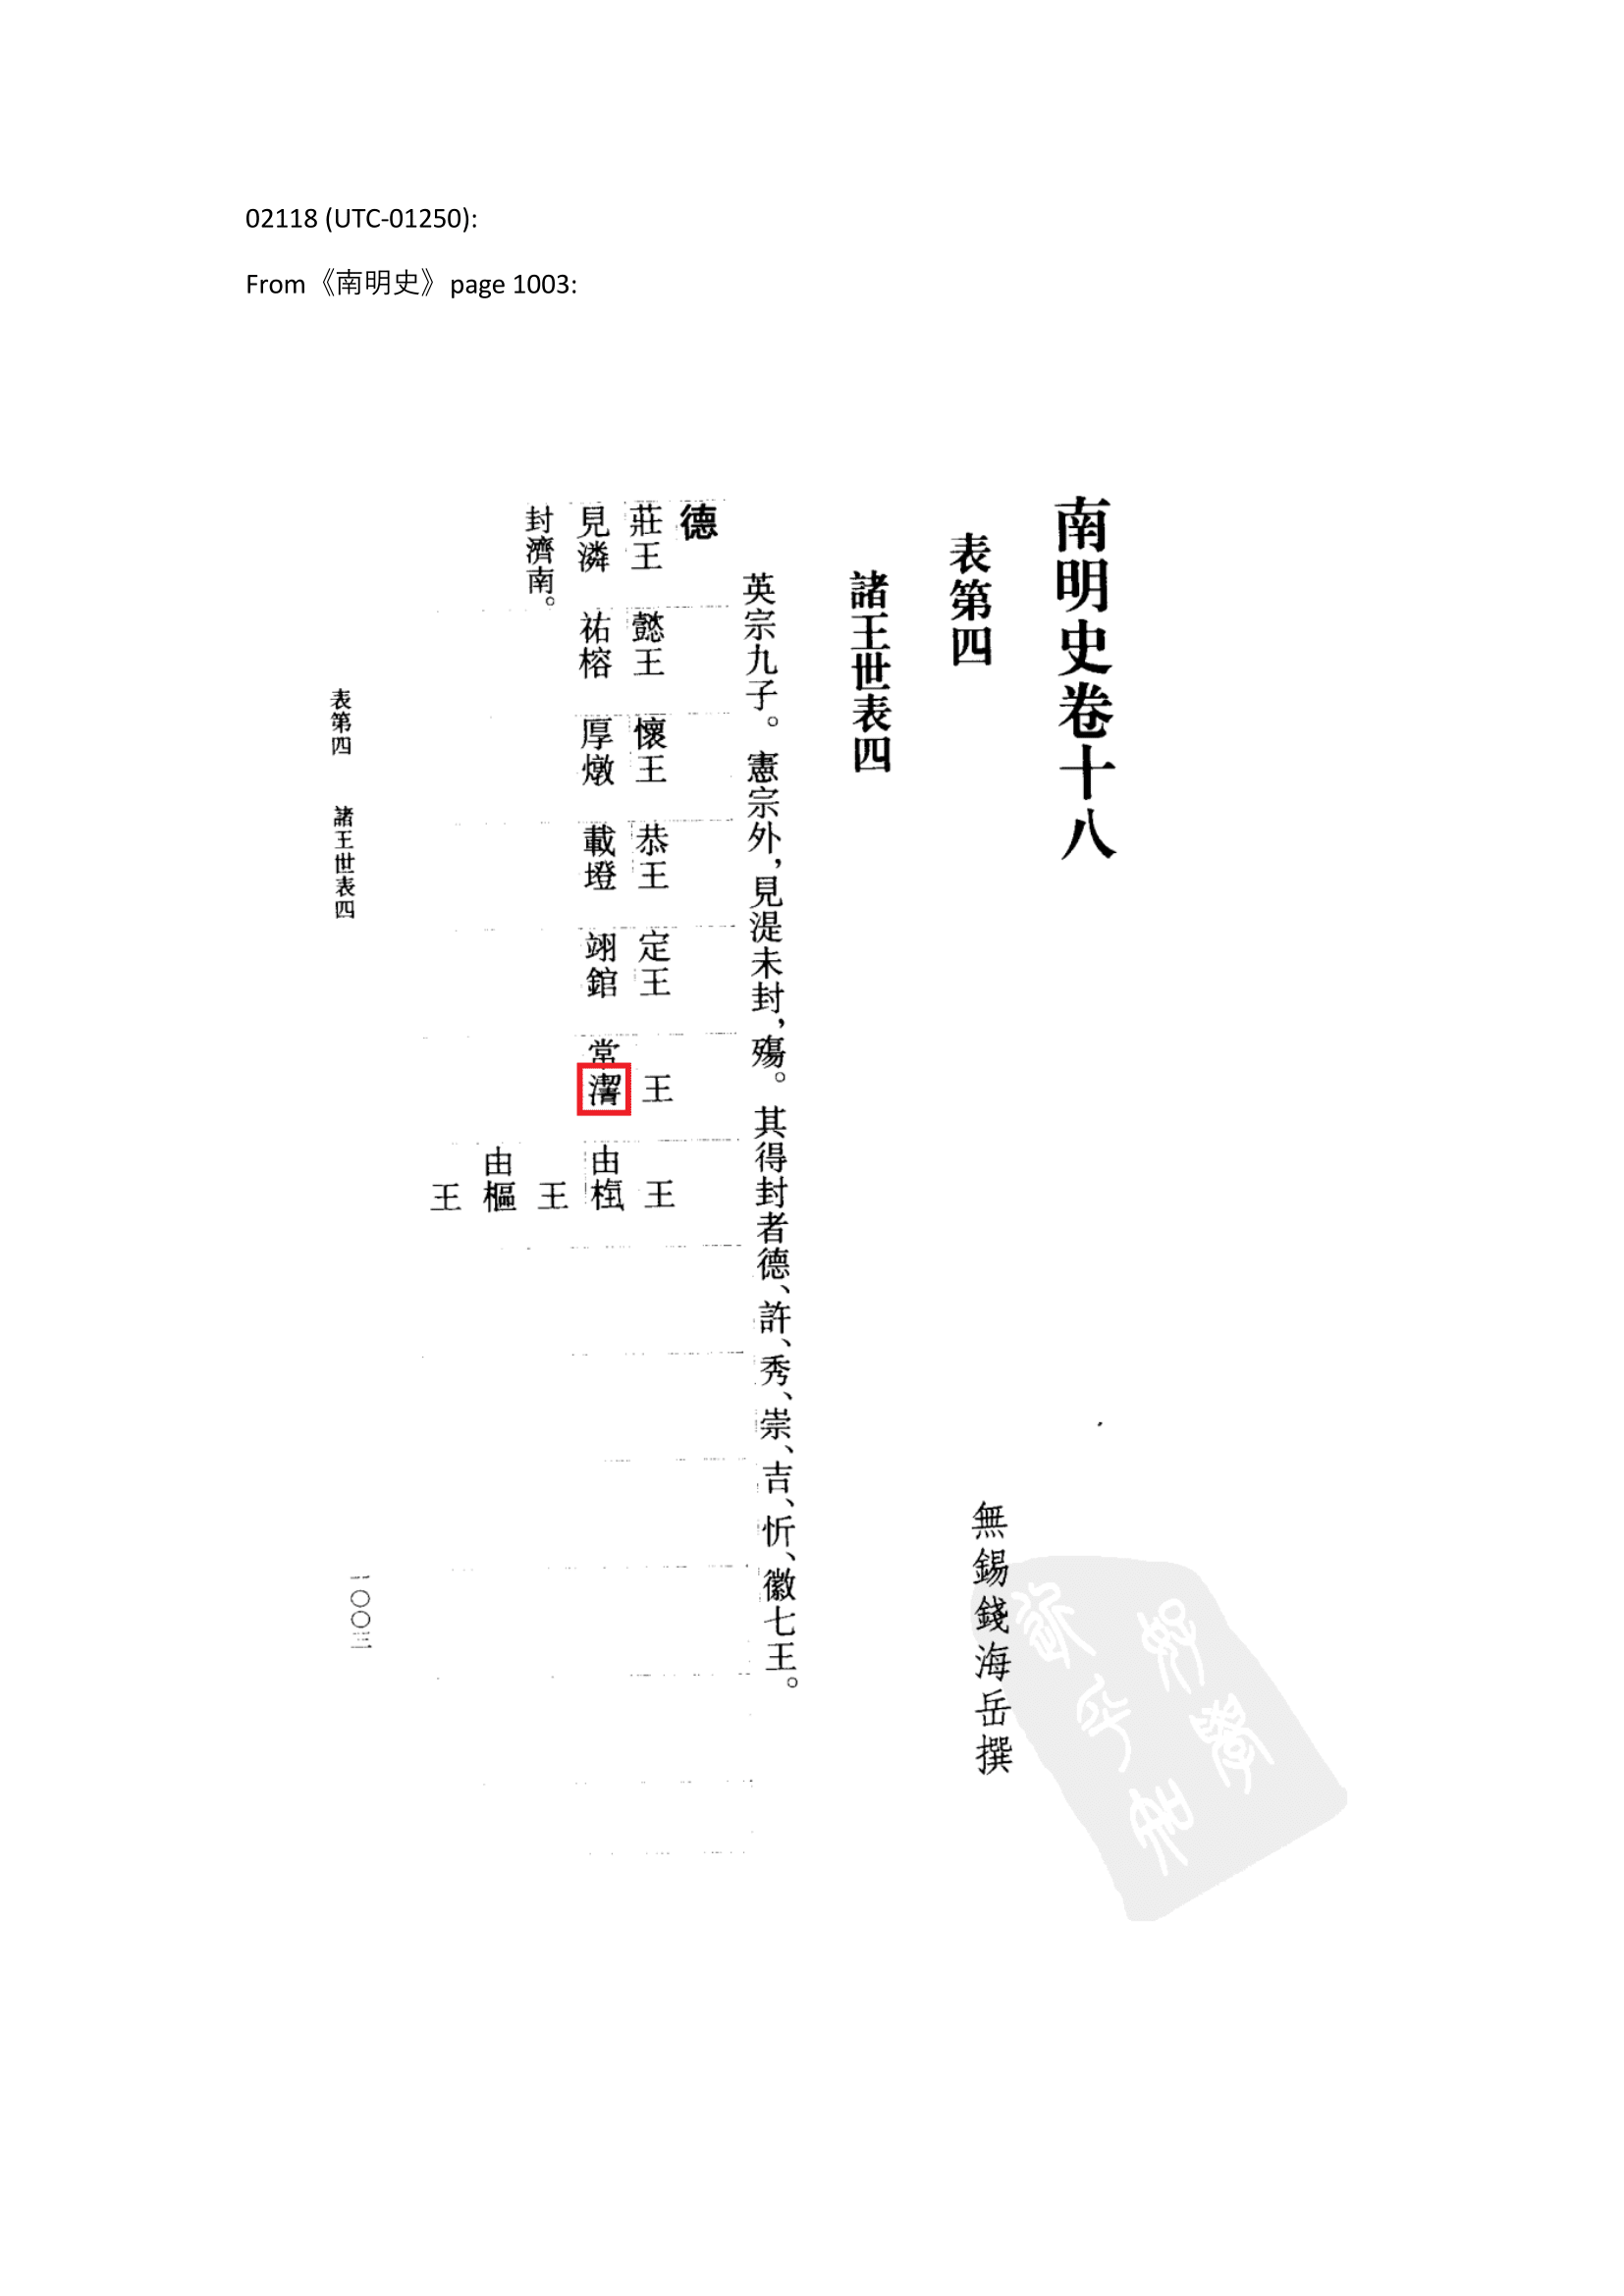 02118 (UTC-01250):
From《南明史》page 1003:
南明史卷十八
表第四
無錫錢海岳撰
諸王世表四
英宗九子。憲宗外，見湜未封，殤。其得封者德、許、秀、崇、吉、忻、徽七王。
德
莊王 懿王 懷王 恭王 定王 王 王
見潾 祐榕 厚燉 載墱 翊錧 常 由
封濟南。 王
由樞
王
表第四 諸王世表四
一〇〇三